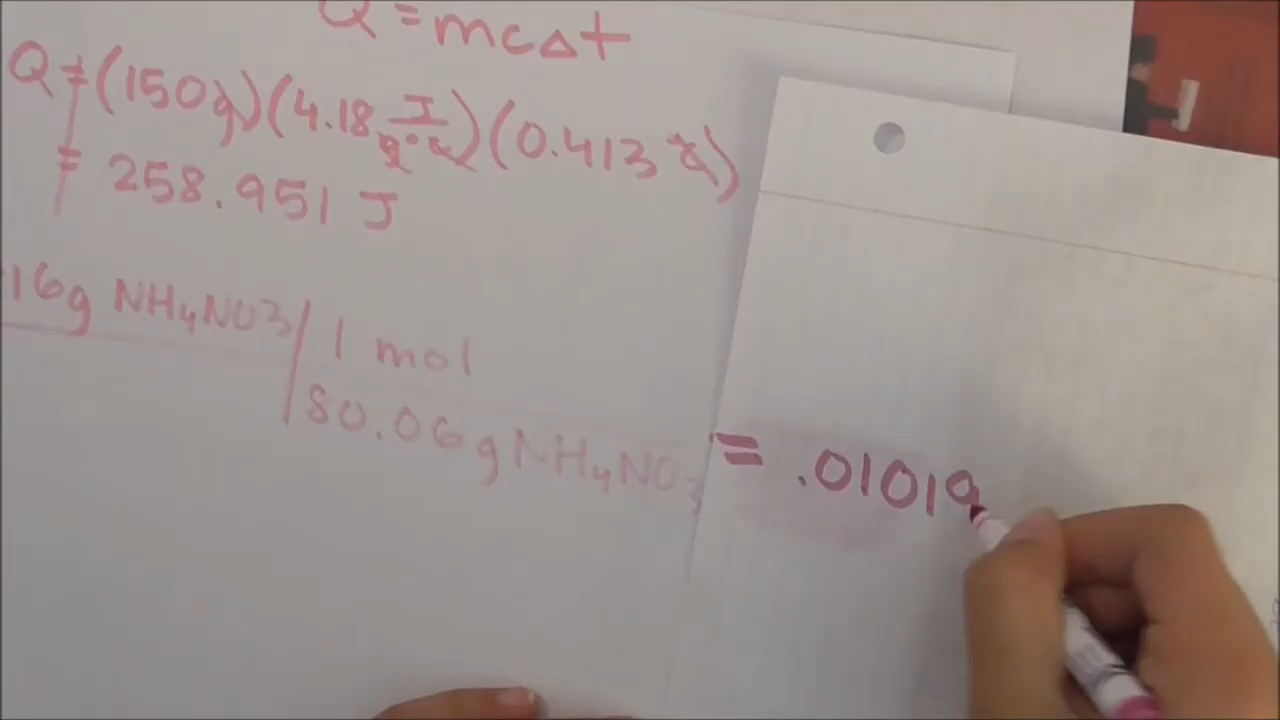 Q = mcΔt
Q = (150g)(4.18 J/g°c)(0.413 °c)
= 258.951 J
.16g NH4NO3 / 1 mol
80.06g NH4NO3
= .01019